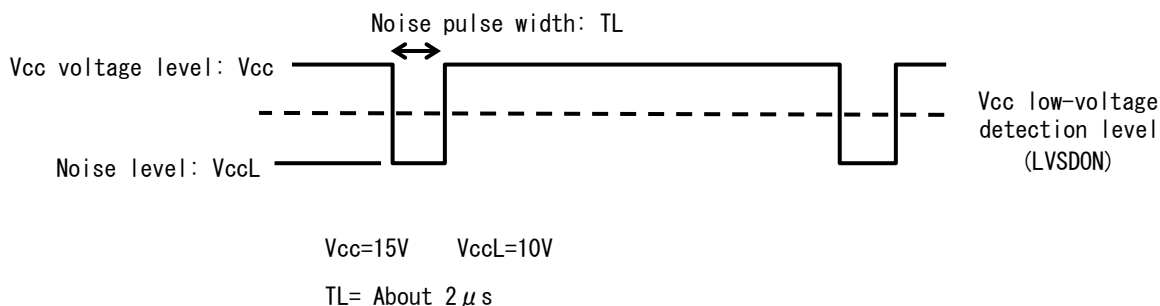 Noise pulse width: TL
Vcc voltage level: Vcc
Vcc low-voltage
detection level
(LVSDON)
Noise level: VccL
Vcc=15V VccL=10V
TL= About 2μs